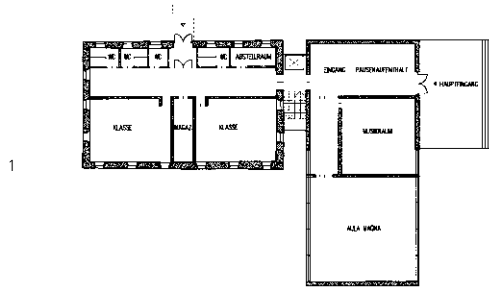 WC WC WC WC ABSTELLRAUM
EINGANG PAUSENAUFENTHALT
HAUPTEINGANG
KLASSE MAGAZ KLASSE
MUSIKRAUM
1
AULA MAGNA